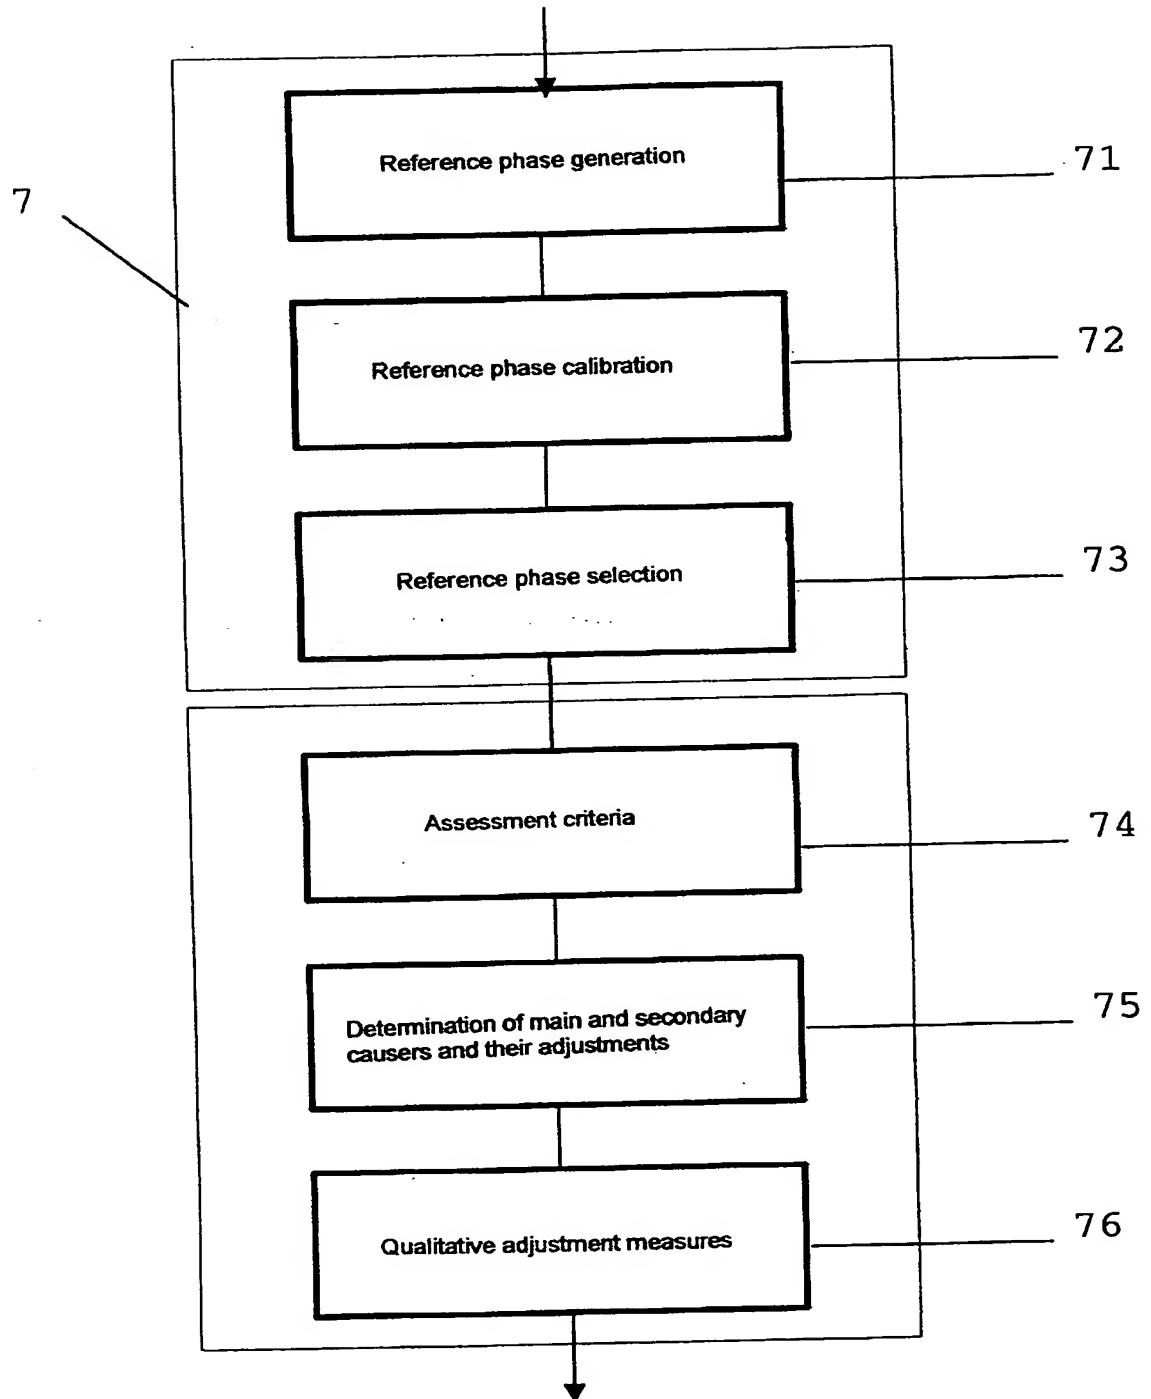 Reference phase generation
71
7
Reference phase calibration
72
Reference phase selection
73
Assessment criteria
74
Determination of main and secondary
causers and their adjustments
75
Qualitative adjustment measures
76